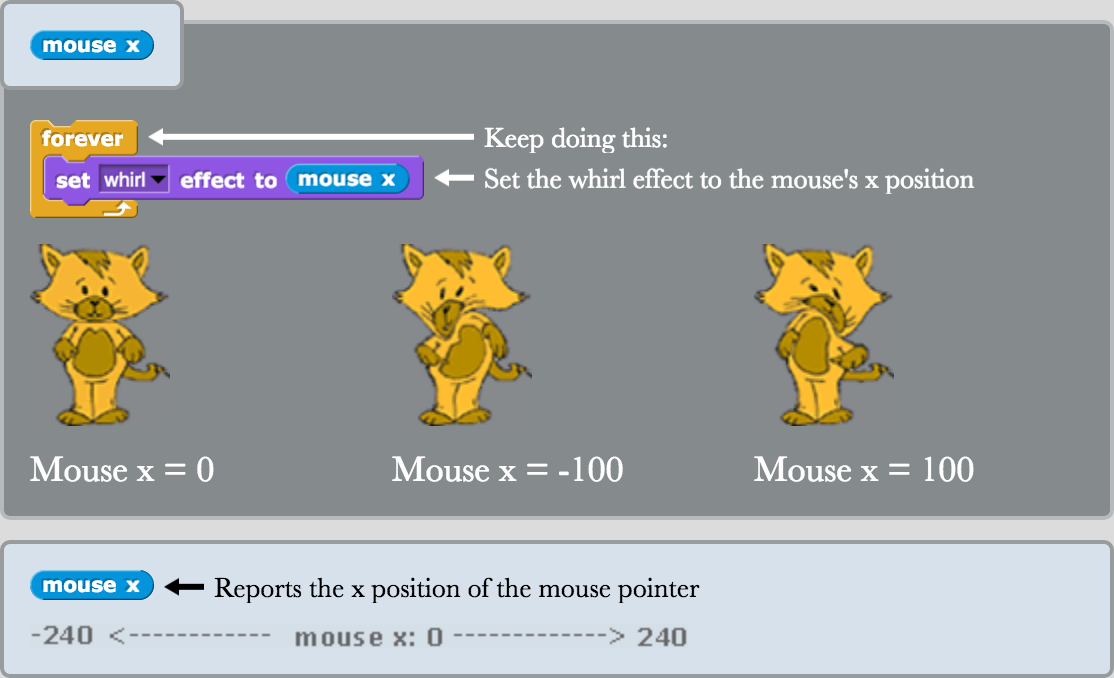 mouse x
forever
Keep doing this:
set whirl effect to mouse x
Set the whirl effect to the mouse's x position
Mouse x = 0
Mouse x = -100
Mouse x = 100
mouse x
Reports the x position of the mouse pointer
-240 <------------ mouse x: 0 -------------> 240